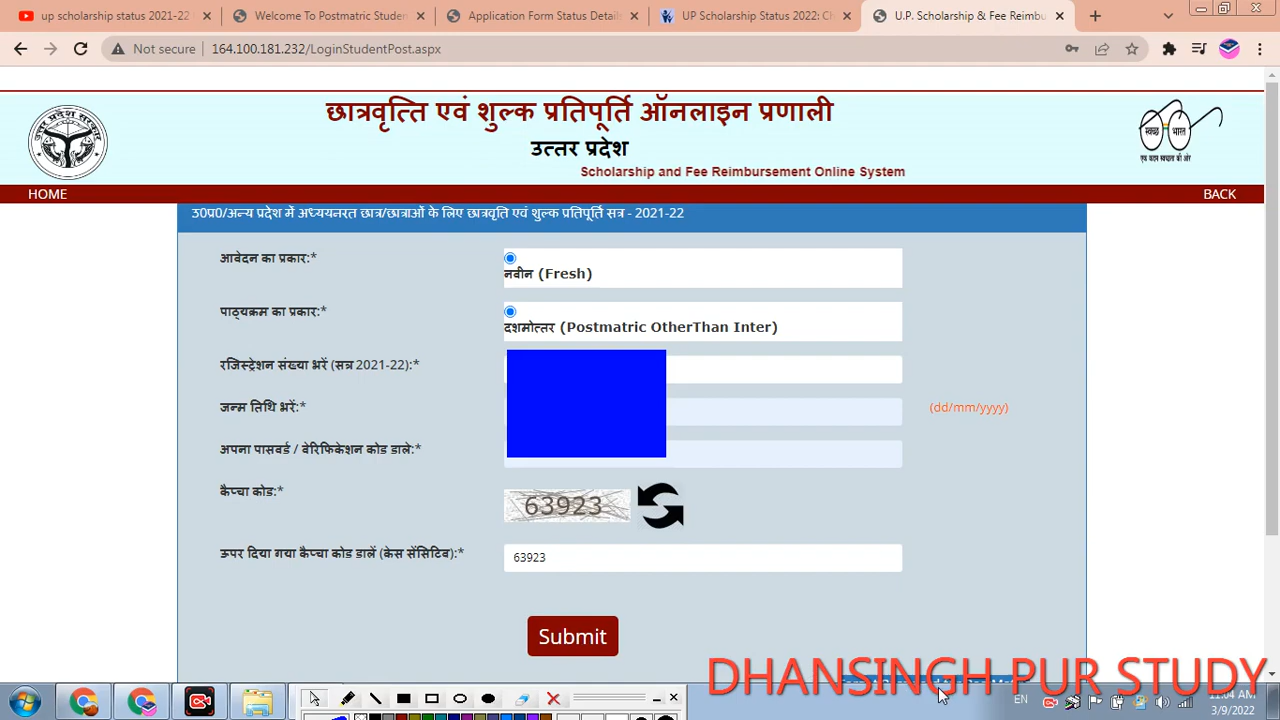 up scholarship status 2021-22
Welcome To Postmatric Studen
Application Form Status Detail
UP Scholarship Status 2022: Ch
U.P. Scholarship & Fee Reimbu
Not secure
164.100.181.232/LoginStudentPost.aspx
छात्रवृत्ति एवं शुल्क प्रतिपूर्ति ऑनलाइन प्रणाली
उत्तर प्रदेश
Scholarship and Fee Reimbursement Online System
HOME
BACK
उ0प्र0/अन्य प्रदेश में अध्ययनरत छात्र/छात्राओं के लिए छात्रवृति एवं शुल्क प्रतिपूर्ति सत्र - 2021-22
आवेदन का प्रकार:*
नवीन (Fresh)
पाठ्यक्रम का प्रकार:*
दशमोत्तर (Postmatric OtherThan Inter)
रजिस्ट्रेशन संख्या भरें (सत्र 2021-22):*
जन्म तिथि भरें:*
(dd/mm/yyyy)
अपना पासवर्ड / वेरिफिकेशन कोड डाले:*
कैप्चा कोड:*
63923
ऊपर दिया गया कैप्चा कोड डालें (केस सेंसिटिव):*
63923
Submit
DHANSINGH PUR STUDY
EN
11:04 AM
3/9/2022